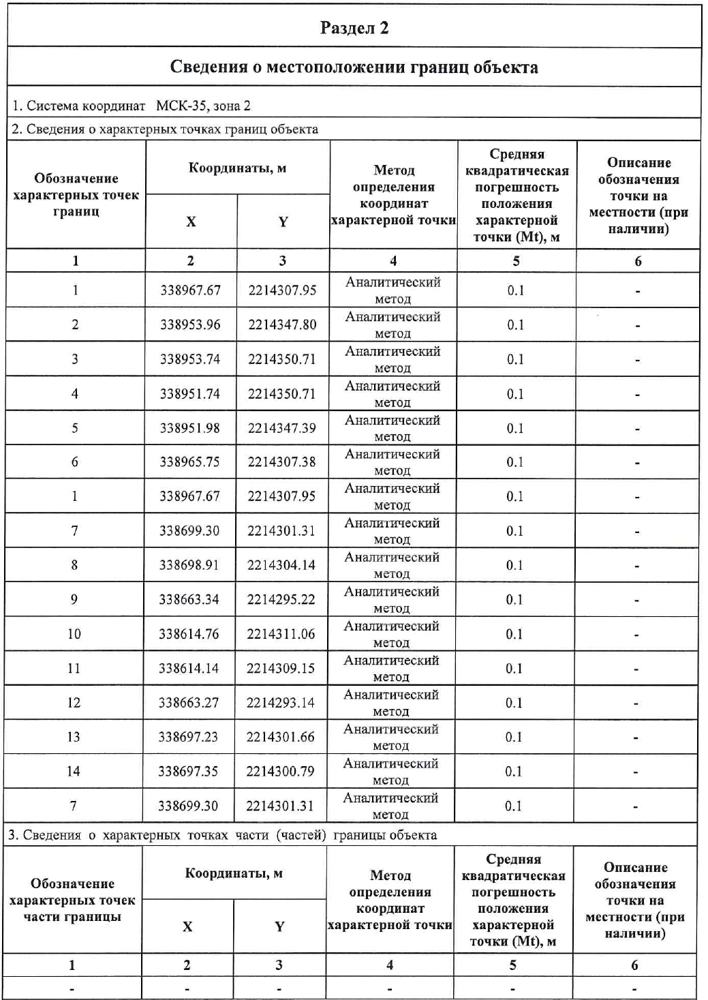 Раздел 2
Сведения о местоположении границ объекта
1. Система координат МСК-35, зона 2
2. Сведения о характерных точках границ объекта
Обозначение характерных точек границ
Координаты, м
X
Y
Метод определения координат характерной точки
Средняя квадратическая погрешность положения характерной точки (Mt), м
Описание обозначения точки на местности (при наличии)
1 2 3 4 5 6
1 338967.67 2214307.95 Аналитический метод 0.1 -
2 338953.96 2214347.80 Аналитический метод 0.1 -
3 338953.74 2214350.71 Аналитический метод 0.1 -
4 338951.74 2214350.71 Аналитический метод 0.1 -
5 338951.98 2214347.39 Аналитический метод 0.1 -
6 338965.75 2214307.38 Аналитический метод 0.1 -
1 338967.67 2214307.95 Аналитический метод 0.1 -
7 338699.30 2214301.31 Аналитический метод 0.1 -
8 338698.91 2214304.14 Аналитический метод 0.1 -
9 338663.34 2214295.22 Аналитический метод 0.1 -
10 338614.76 2214311.06 Аналитический метод 0.1 -
11 338614.14 2214309.15 Аналитический метод 0.1 -
12 338663.27 2214293.14 Аналитический метод 0.1 -
13 338697.23 2214301.66 Аналитический метод 0.1 -
14 338697.35 2214300.79 Аналитический метод 0.1 -
7 338699.30 2214301.31 Аналитический метод 0.1 -
3. Сведения о характерных точках части (частей) границы объекта
Обозначение характерных точек части границы
Координаты, м
X
Y
Метод определения координат характерной точки
Средняя квадратическая погрешность положения характерной точки (Mt), м
Описание обозначения точки на местности (при наличии)
1 2 3 4 5 6
- - - - - -